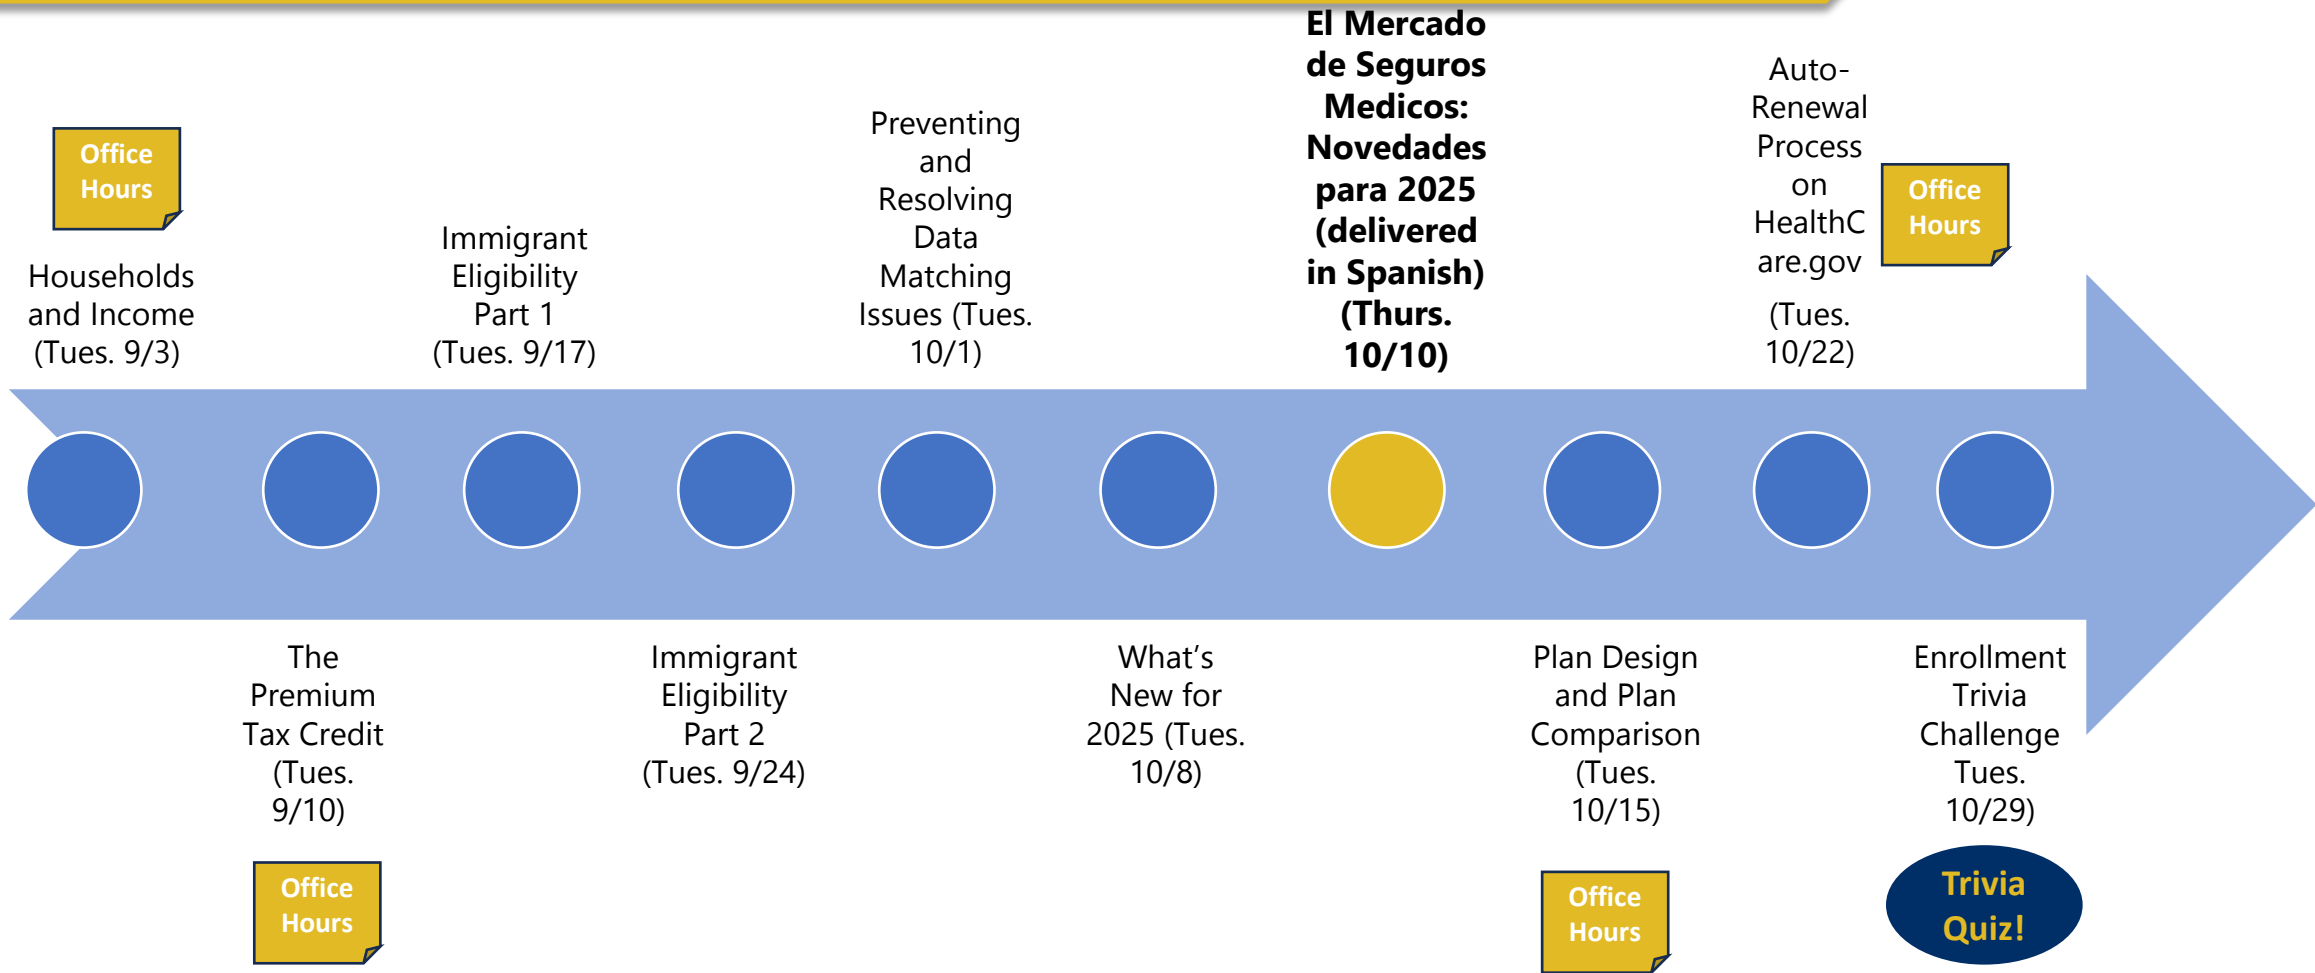 Office
Hours
Households
and Income
(Tues. 9/3)
Immigrant
Eligibility
Part 1
(Tues. 9/17)
Preventing
and
Resolving
Data
Matching
Issues (Tues.
10/1)
El Mercado
de Seguros
Medicos:
Novedades
para 2025
(delivered
in Spanish)
(Thurs.
10/10)
Auto-
Renewal
Process
on
HealthC
are.gov
(Tues.
10/22)
Office
Hours
The
Premium
Tax Credit
(Tues.
9/10)
Office
Hours
Immigrant
Eligibility
Part 2
(Tues. 9/24)
What’s
New for
2025 (Tues.
10/8)
Plan Design
and Plan
Comparison
(Tues.
10/15)
Office
Hours
Enrollment
Trivia
Challenge
Tues.
10/29)
Trivia
Quiz!